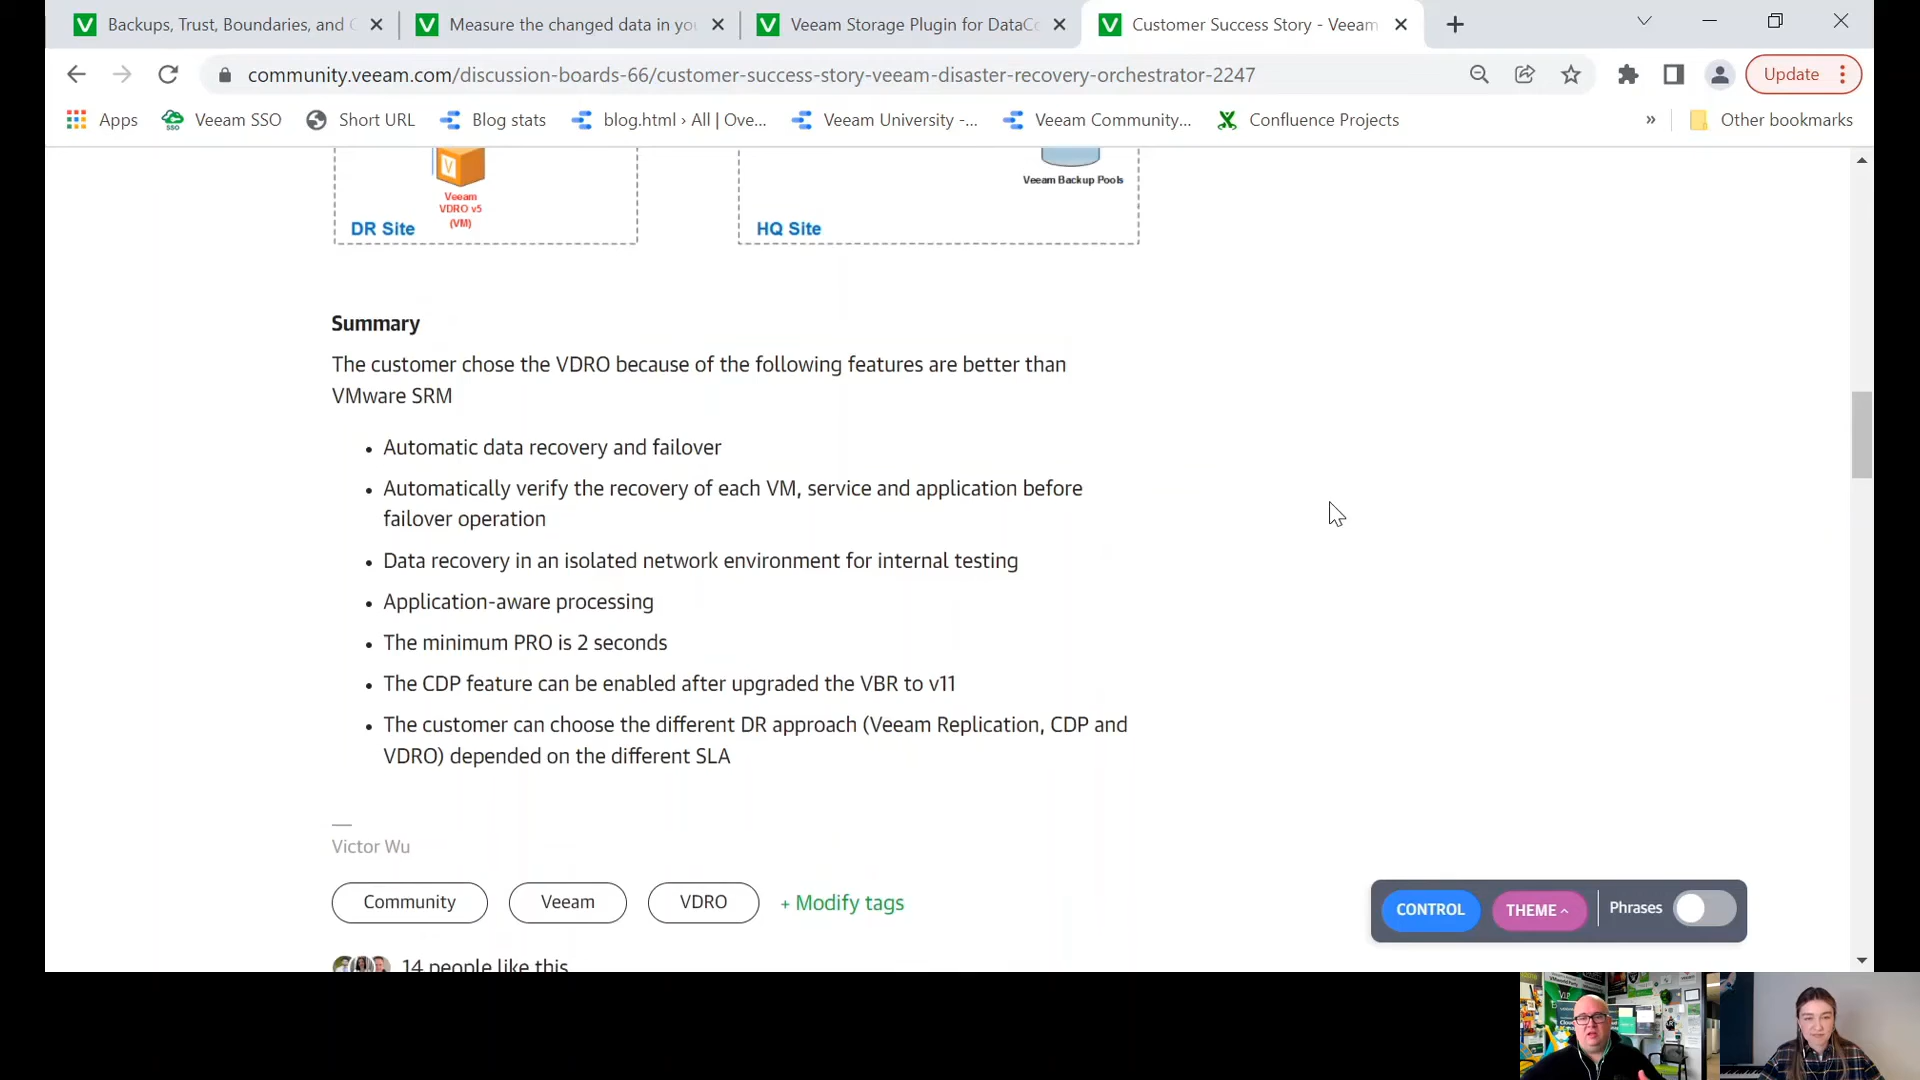 Backups, Trust, Boundaries, and
Measure the changed data in yo
Veeam Storage Plugin for DataCo
Customer Success Story - Veeam
community.veeam.com/discussion-boards-66/customer-success-story-veeam-disaster-recovery-orchestrator-2247
Update
Apps
SSO
Veeam SSO
Short URL
Blog stats
blog.html › All | Ove...
Veeam University -...
Veeam Community...
Confluence Projects
»
Other bookmarks
Veeam
VDRO v5
(VM)
DR Site
Veeam Backup Pools
HQ Site
Summary
The customer chose the VDRO because of the following features are better than
VMware SRM
• Automatic data recovery and failover
• Automatically verify the recovery of each VM, service and application before
failover operation
• Data recovery in an isolated network environment for internal testing
• Application-aware processing
• The minimum PRO is 2 seconds
• The CDP feature can be enabled after upgraded the VBR to v11
• The customer can choose the different DR approach (Veeam Replication, CDP and
VDRO) depended on the different SLA
Victor Wu
Community
Veeam
VDRO
+ Modify tags
CONTROL
THEME
Phrases
14 people like this